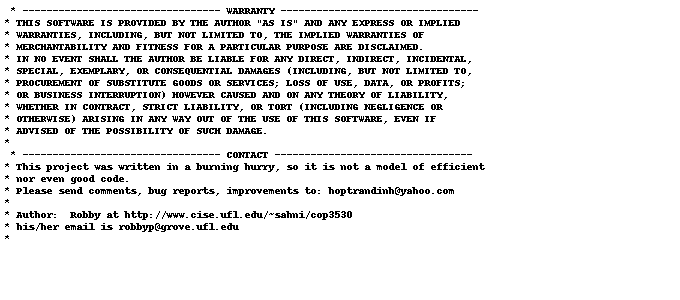 * --------------------------------- WARRANTY ---------------------------------
* THIS SOFTWARE IS PROVIDED BY THE AUTHOR "AS IS" AND ANY EXPRESS OR IMPLIED
* WARRANTIES, INCLUDING, BUT NOT LIMITED TO, THE IMPLIED WARRANTIES OF
* MERCHANTABILITY AND FITNESS FOR A PARTICULAR PURPOSE ARE DISCLAIMED.
* IN NO EVENT SHALL THE AUTHOR BE LIABLE FOR ANY DIRECT, INDIRECT, INCIDENTAL,
* SPECIAL, EXEMPLARY, OR CONSEQUENTIAL DAMAGES (INCLUDING, BUT NOT LIMITED TO,
* PROCUREMENT OF SUBSTITUTE GOODS OR SERVICES; LOSS OF USE, DATA, OR PROFITS;
* OR BUSINESS INTERRUPTION) HOWEVER CAUSED AND ON ANY THEORY OF LIABILITY,
* WHETHER IN CONTRACT, STRICT LIABILITY, OR TORT (INCLUDING NEGLIGENCE OR
* OTHERWISE) ARISING IN ANY WAY OUT OF THE USE OF THIS SOFTWARE, EVEN IF
* ADVISED OF THE POSSIBILITY OF SUCH DAMAGE.
*
* --------------------------------- CONTACT ---------------------------------
* This project was written in a burning hurry, so it is not a model of efficient
* nor even good code.
* Please send comments, bug reports, improvements to: hoptrandinh@yahoo.com
*
* Author:  Robby at http://www.cise.ufl.edu/~sahni/cop3530
* his/her email is robbyp@grove.ufl.edu
*